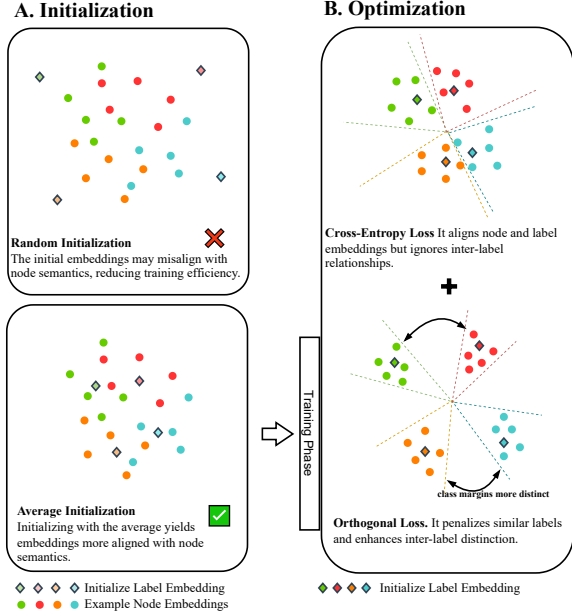 A. Initialization
Random Initialization
The initial embeddings may misalign with
node semantics, reducing training efficiency.
Average Initialization
Initializing with the average yields
embeddings more aligned with node
semantics.
Initialize Label Embedding
Example Node Embeddings
Training Phase
B. Optimization
Cross-Entropy Loss It aligns node and label
embeddings but ignores inter-label
relationships.
class margins more distinct
Orthogonal Loss. It penalizes similar labels
and enhances inter-label distinction.
Initialize Label Embedding